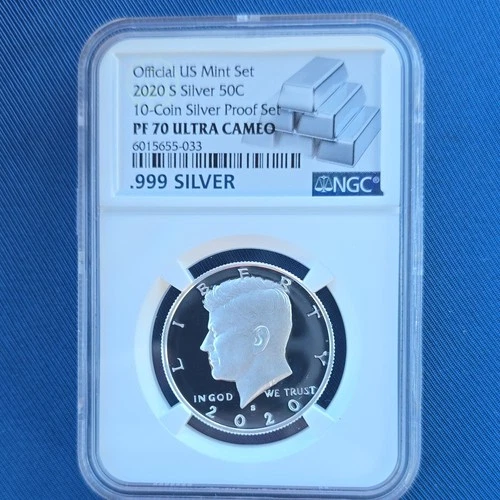 Official US Mint Set
2020 S Silver 50C
10-Coin Silver Proof Set
PF 70 ULTRA CAMEO
6015655-033
.999 SILVER
NGC®
LIBERTY
IN GOD WE TRUST
S
2020